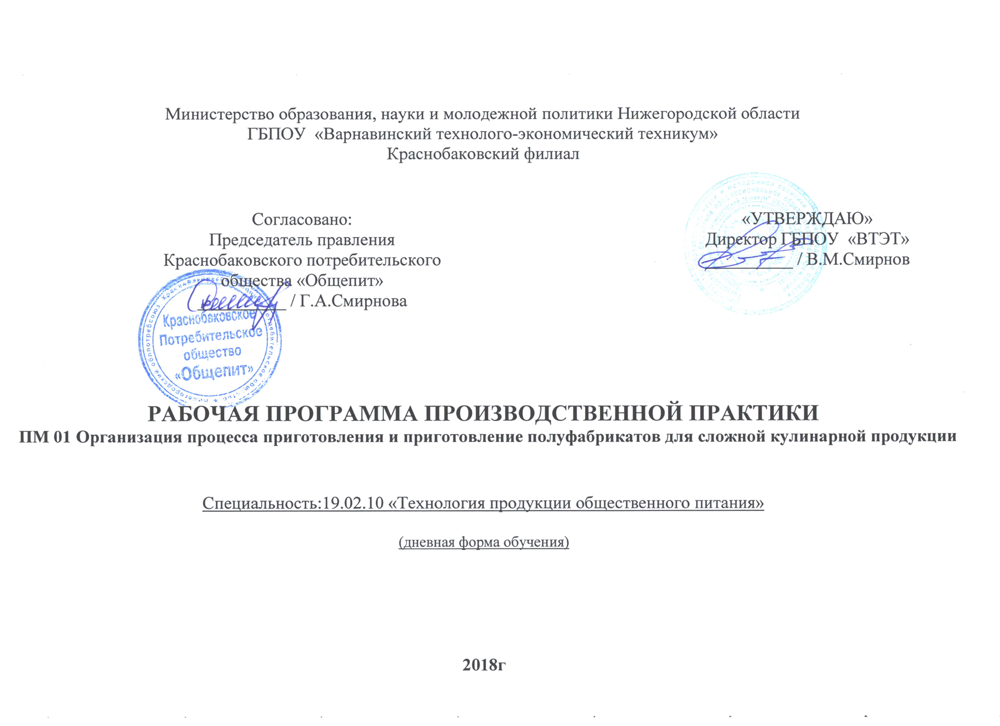 Министерство образования, науки и молодежной политики Нижегородской области
ГБПОУ «Варнавинский технолого-экономический техникум»
Краснобаковский филиал
Согласовано:
Председатель правления
Краснобаковского потребительского
общества «Общепит»
/ Г.А.Смирнова
Краснобаковское
Потребительское
общество
«Общепит»
«УТВЕРЖДАЮ»
Директор ГБПОУ «ВТЭТ»
/ В.М.Смирнов
РАБОЧАЯ ПРОГРАММА ПРОИЗВОДСТВЕННОЙ ПРАКТИКИ
ПМ 01 Организация процесса приготовления и приготовление полуфабрикатов для сложной кулинарной продукции
Специальность:19.02.10 «Технология продукции общественного питания»
(дневная форма обучения)
2018г